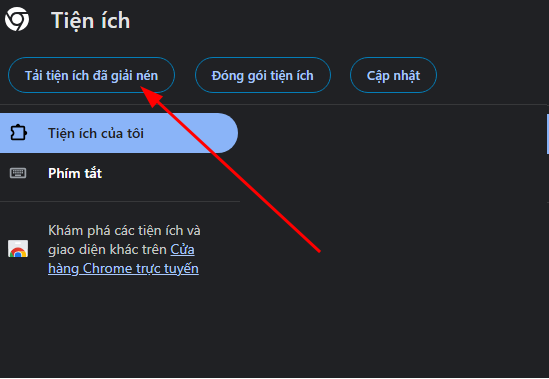 Tiện ích
Tải tiện ích đã giải nén
Đóng gói tiện ích
Cập nhật
Tiện ích của tôi
Phím tắt
Khám phá các tiện ích và
giao diện khác trên Cửa
hàng Chrome trực tuyến